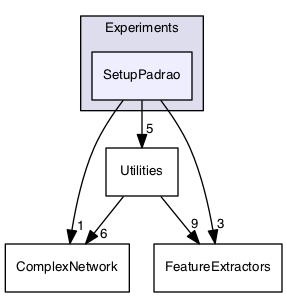 Experiments
SetupPadrao
5
Utilities
1
6
9
3
ComplexNetwork
FeatureExtractors